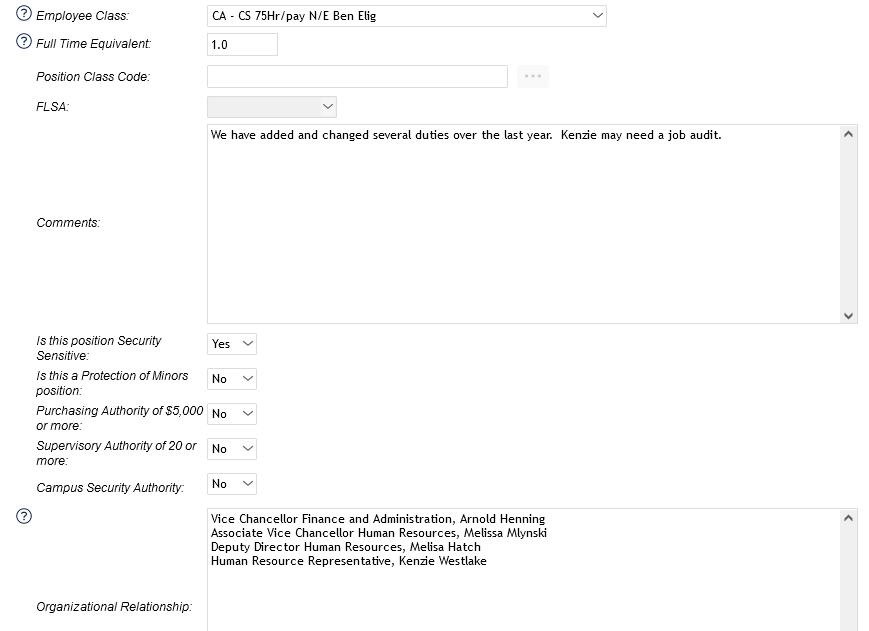 Employee Class: CA - CS 75Hr/pay N/E Ben Elig
Full Time Equivalent: 1.0
Position Class Code:
FLSA:
We have added and changed several duties over the last year.  Kenzie may need a job audit.
Comments:
Is this position Security
Sensitive:
Yes
Is this a Protection of Minors
position:
No
Purchasing Authority of $5,000
or more:
No
Supervisory Authority of 20 or
more:
No
Campus Security Authority: No
Vice Chancellor Finance and Administration, Arnold Henning
Associate Vice Chancellor Human Resources, Melissa Mlynski
Deputy Director Human Resources, Melisa Hatch
Human Resource Representative, Kenzie Westlake
Organizational Relationship: